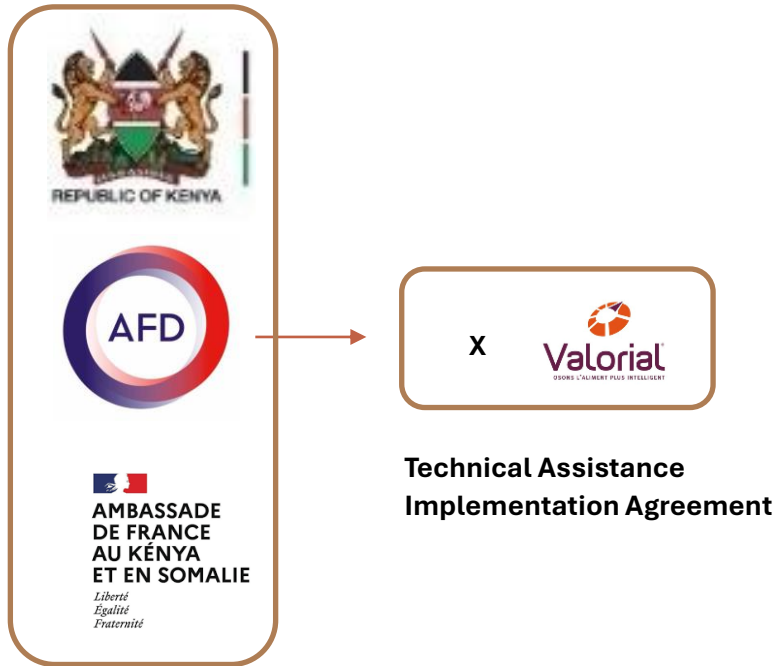 REPUBLIC OF KENYA
AFD
AMBASSADE
DE FRANCE
AU KÉNYA
ET EN SOMALIE
Liberté
Égalité
Fraternité
X
Valorial
OSONS L'ALIMENT PLUS INTELLIGENT
Technical Assistance
Implementation Agreement